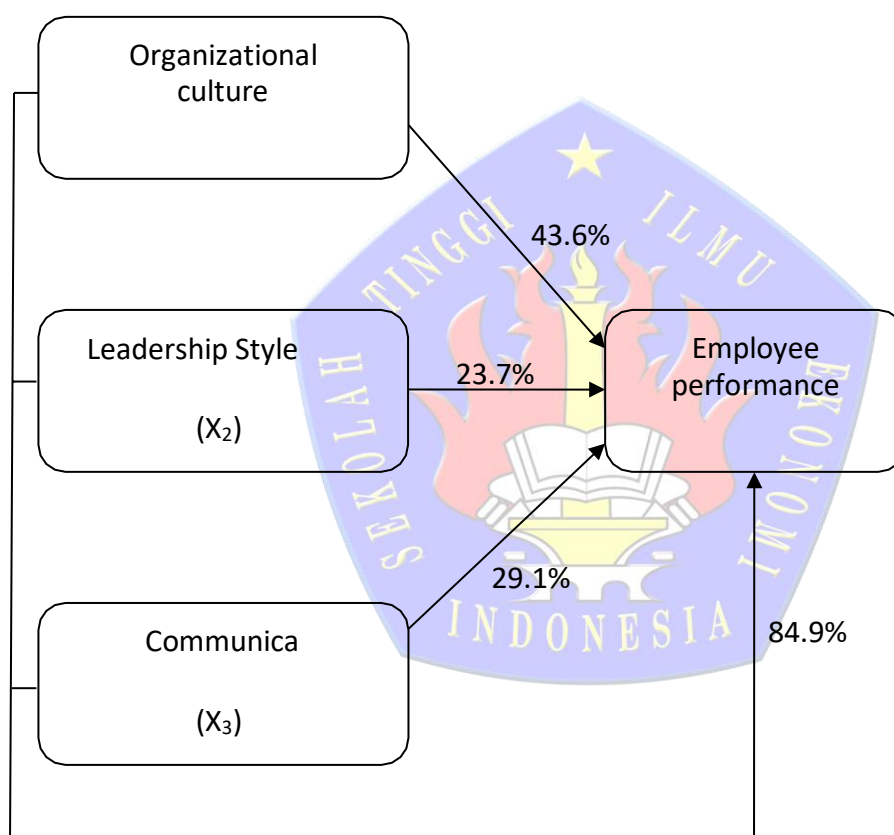 Organizational
culture
43.6%
Leadership Style
(X₂)
23.7%
Employee
performance
29.1%
Communica
(X₃)
84.9%
SEKOLAH TINGGI ILMU EKONOMI
INDONESIA